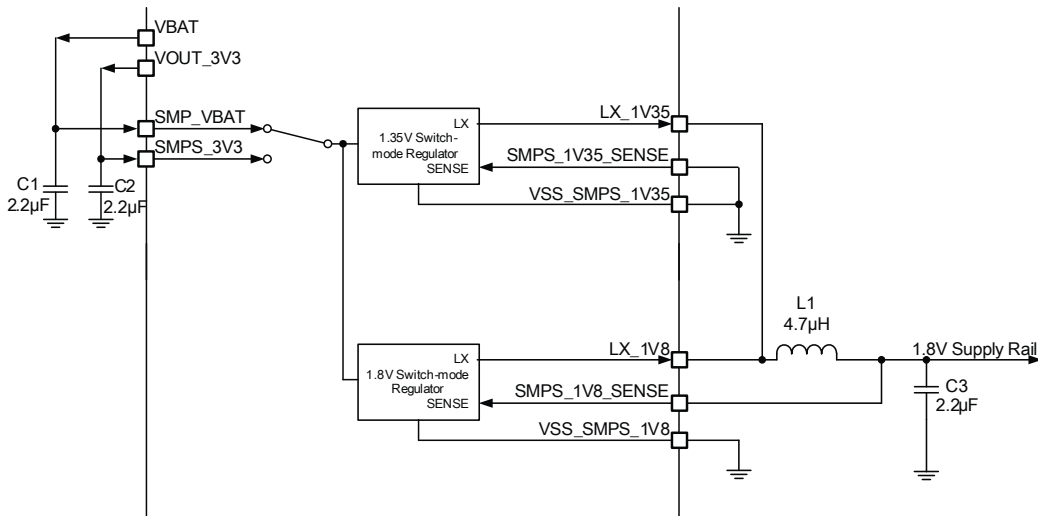 VBAT
VOUT_3V3
SMP_VBAT
SMPS_3V3
C1
2.2µF
C2
2.2µF
LX
1.35V Switch-
mode Regulator
SENSE
LX_1V35
SMPS_1V35_SENSE
VSS_SMPS_1V35
LX
1.8V Switch-mode
Regulator
SENSE
LX_1V8
SMPS_1V8_SENSE
VSS_SMPS_1V8
L1
4.7µH
1.8V Supply Rail
C3
2.2µF